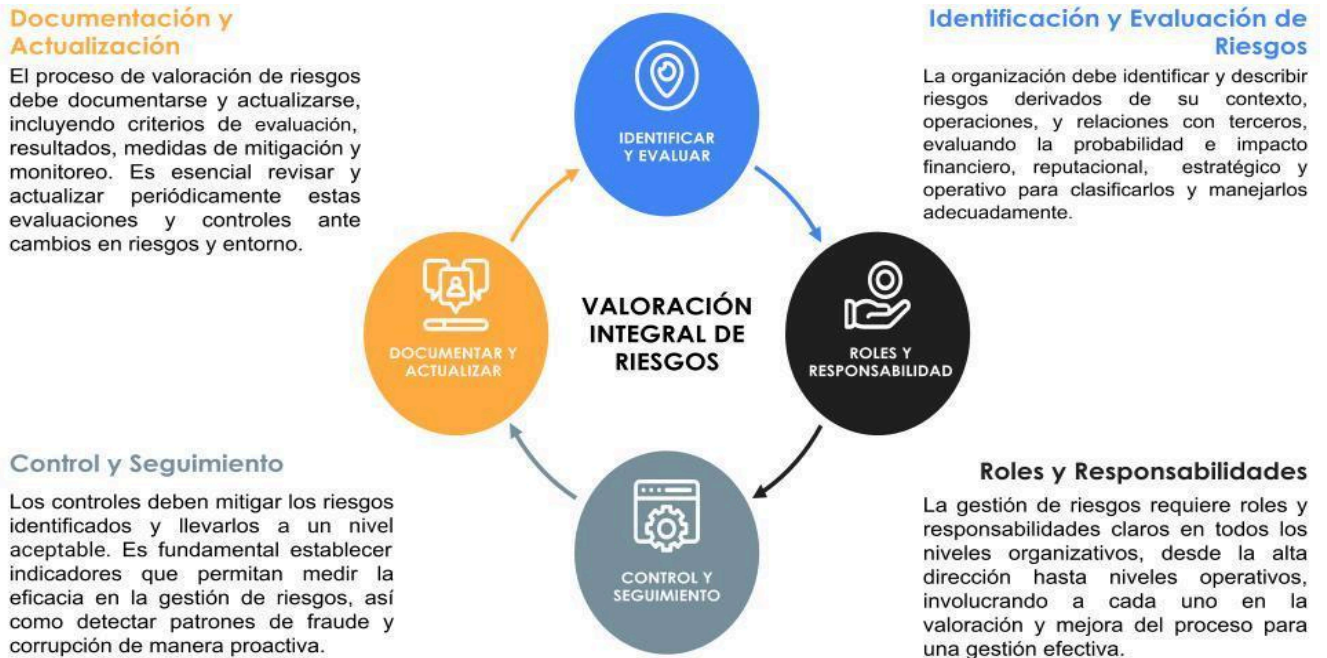 Documentación y
Actualización
El proceso de valoración de riesgos
debe documentarse y actualizarse,
incluyendo criterios de evaluación,
resultados, medidas de mitigación y
monitoreo. Es esencial revisar y
actualizar periódicamente estas
evaluaciones y controles ante
cambios en riesgos y entorno.
IDENTIFICAR
Y EVALUAR
Identificación y Evaluación de
Riesgos
La organización debe identificar y describir
riesgos derivados de su contexto,
operaciones, y relaciones con terceros,
evaluando la probabilidad e impacto
financiero, reputacional, estratégico y
operativo para clasificarlos y manejarlos
adecuadamente.
DOCUMENTAR Y
ACTUALIZAR
VALORACIÓN
INTEGRAL DE
RIESGOS
ROLES Y
RESPONSABILIDAD
Control y Seguimiento
Los controles deben mitigar los riesgos
identificados y llevarlos a un nivel
aceptable. Es fundamental establecer
indicadores que permitan medir la
eficacia en la gestión de riesgos, así
como detectar patrones de fraude y
corrupción de manera proactiva.
CONTROL Y
SEGUIMIENTO
Roles y Responsabilidades
La gestión de riesgos requiere roles y
responsabilidades claros en todos los
niveles organizativos, desde la alta
dirección hasta niveles operativos,
involucrando a cada uno en la
valoración y mejora del proceso para
una gestión efectiva.